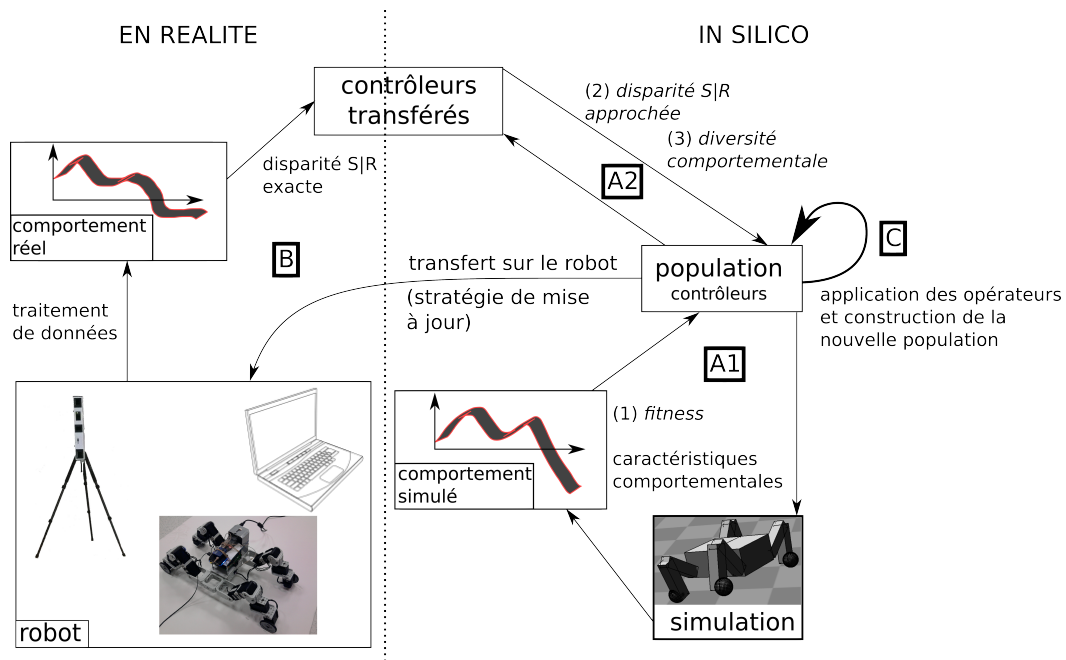 EN REALITE
IN SILICO
contrôleurs
transférés
(2) disparité S|R
approchée
(3) diversité
comportementale
disparité S|R
exacte
A2
comportement
réel
B
C
transfert sur le robot
(stratégie de mise
à jour)
population
contrôleurs
application des opérateurs
et construction de la
nouvelle population
traitement
de données
A1
(1) fitness
caractéristiques
comportementales
comportement
simulé
robot
simulation